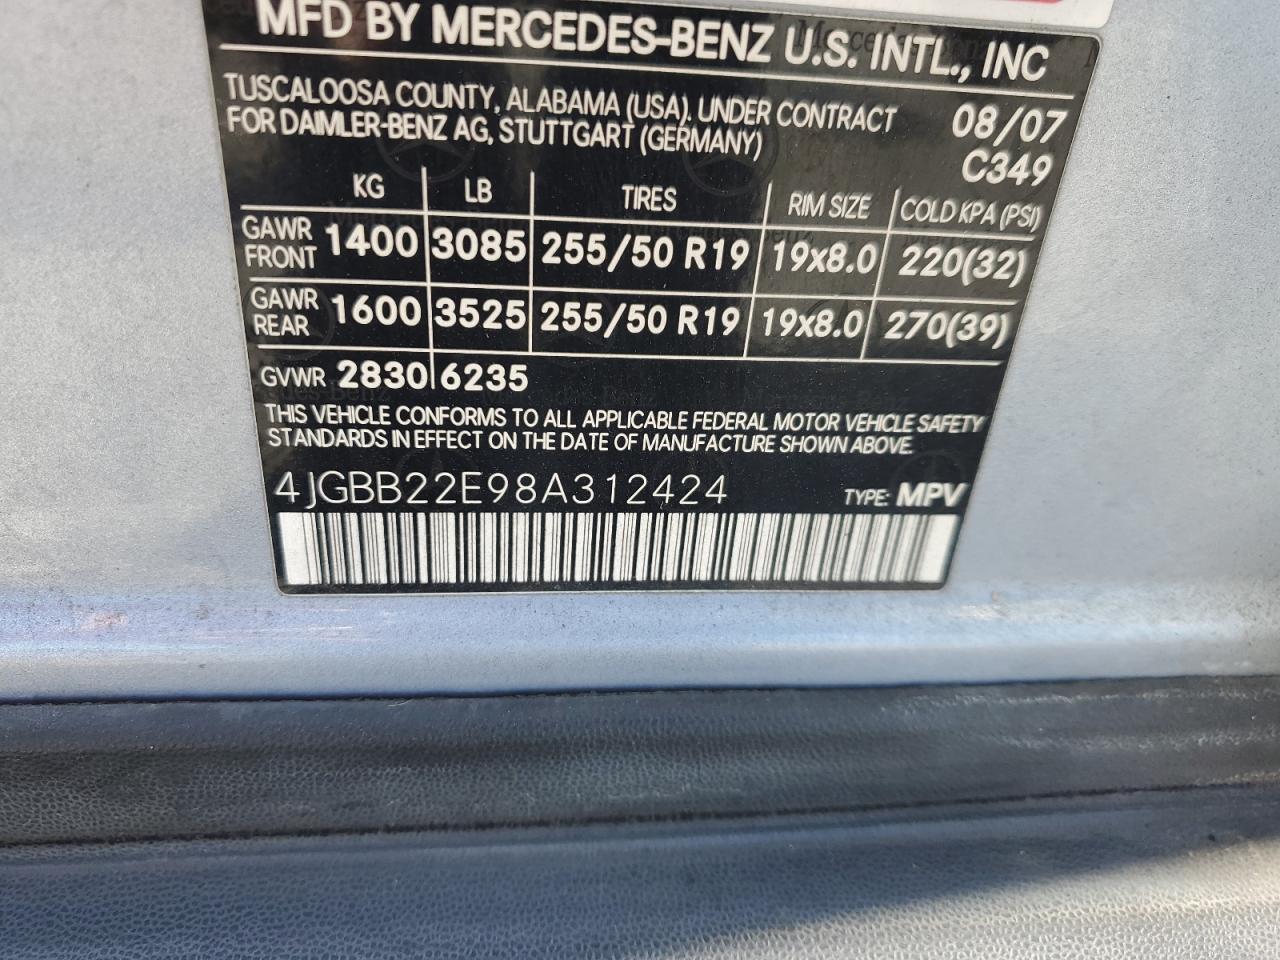 MFD BY MERCEDES-BENZ U.S. INTL., INC
TUSCALOOSA COUNTY, ALABAMA (USA). UNDER CONTRACT
FOR DAIMLER-BENZ AG, STUTTGART (GERMANY)
08/07
C349
KG LB TIRES RIM SIZE COLD KPA (PSI)
GAWR FRONT 1400 3085 255/50 R19 19x8.0 220(32)
GAWR REAR 1600 3525 255/50 R19 19x8.0 270(39)
GVWR 2830 6235
THIS VEHICLE CONFORMS TO ALL APPLICABLE FEDERAL MOTOR VEHICLE SAFETY
STANDARDS IN EFFECT ON THE DATE OF MANUFACTURE SHOWN ABOVE.
4JGBB22E98A312424 TYPE: MPV